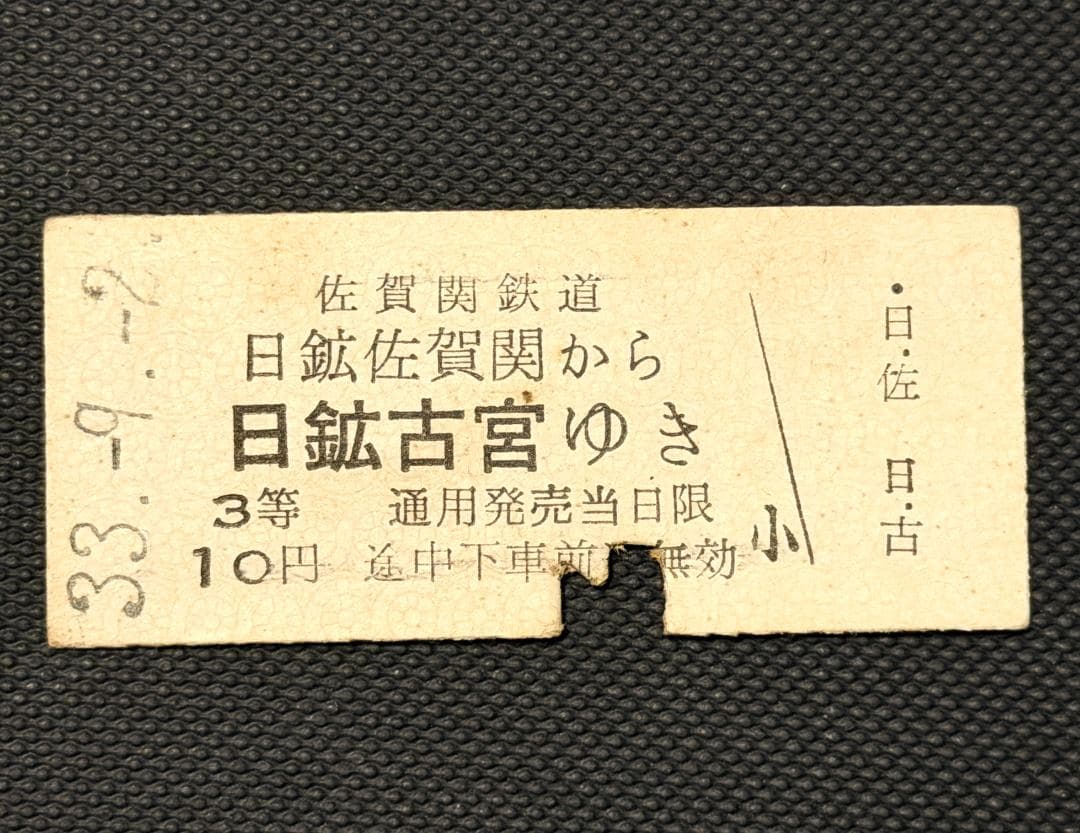 33.-9.-2
佐賀関鉄道
日鉱佐賀関から
日鉱古宮ゆき
3等 通用発売当日限
10円 途中下車前 無効
小
・日・佐
日・古